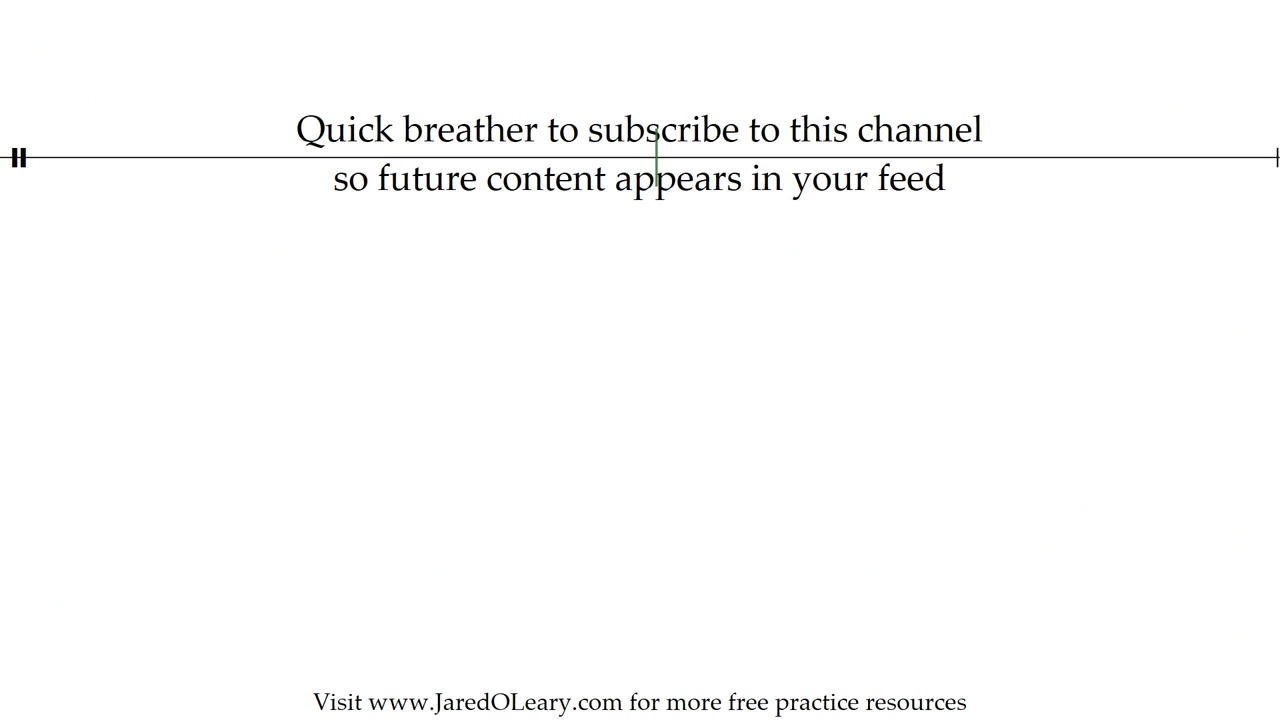 Quick breather to subscribe to this channel
so future content appears in your feed
Visit www.JaredOLeary.com for more free practice resources